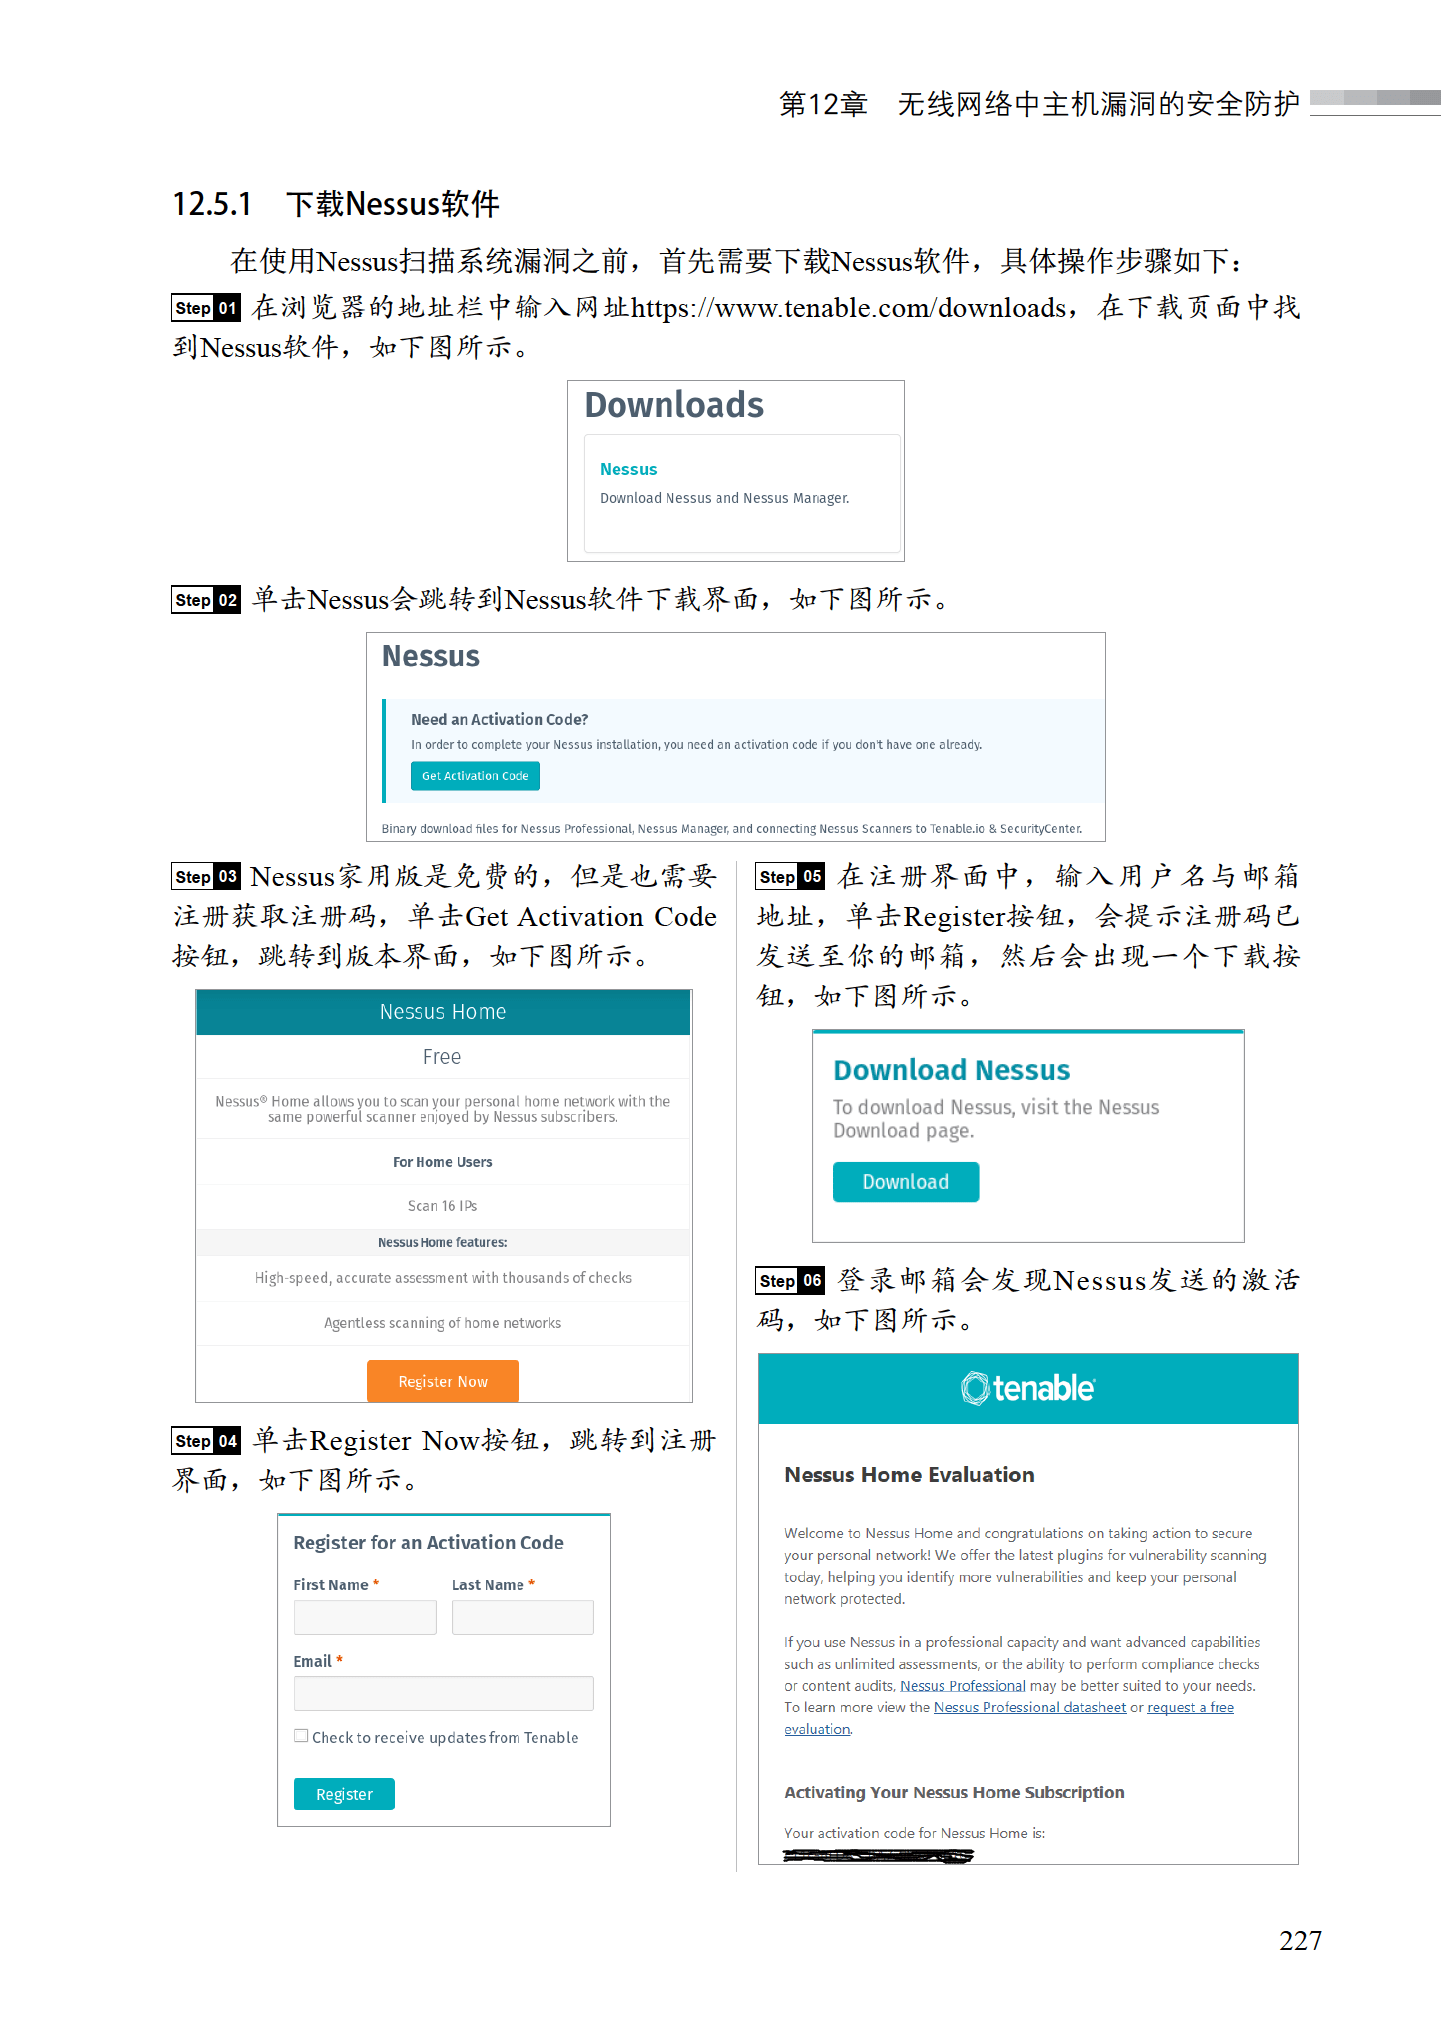 第12章　无线网络中主机漏洞的安全防护
12.5.1　下载Nessus软件
在使用Nessus扫描系统漏洞之前，首先需要下载Nessus软件，具体操作步骤如下：
Step 01 在浏览器的地址栏中输入网址https://www.tenable.com/downloads，在下载页面中找
到Nessus软件，如下图所示。
Downloads
Nessus
Download Nessus and Nessus Manager.
Step 02 单击Nessus会跳转到Nessus软件下载界面，如下图所示。
Nessus
Need an Activation Code?
In order to complete your Nessus installation, you need an activation code if you don't have one already.
Get Activation Code
Binary download files for Nessus Professional, Nessus Manager, and connecting Nessus Scanners to Tenable.io & SecurityCenter.
Step 03 Nessus家用版是免费的，但是也需要
注册获取注册码，单击Get Activation Code
按钮，跳转到版本界面，如下图所示。
Nessus Home
Free
Nessus® Home allows you to scan your personal home network with the
same powerful scanner enjoyed by Nessus subscribers.
For Home Users
Scan 16 IPs
Nessus Home features:
High-speed, accurate assessment with thousands of checks
Agentless scanning of home networks
Register Now
Step 04 单击Register Now按钮，跳转到注册
界面，如下图所示。
Register for an Activation Code
First Name * Last Name *
Email *
Check to receive updates from Tenable
Register
Step 05 在注册界面中，输入用户名与邮箱
地址，单击Register按钮，会提示注册码已
发送至你的邮箱，然后会出现一个下载按
钮，如下图所示。
Download Nessus
To download Nessus, visit the Nessus
Download page.
Download
Step 06 登录邮箱会发现Nessus发送的激活
码，如下图所示。
tenable
Nessus Home Evaluation
Welcome to Nessus Home and congratulations on taking action to secure
your personal network! We offer the latest plugins for vulnerability scanning
today, helping you identify more vulnerabilities and keep your personal
network protected.
If you use Nessus in a professional capacity and want advanced capabilities
such as unlimited assessments, or the ability to perform compliance checks
or content audits, Nessus Professional may be better suited to your needs.
To learn more view the Nessus Professional datasheet or request a free
evaluation.
Activating Your Nessus Home Subscription
Your activation code for Nessus Home is:
227